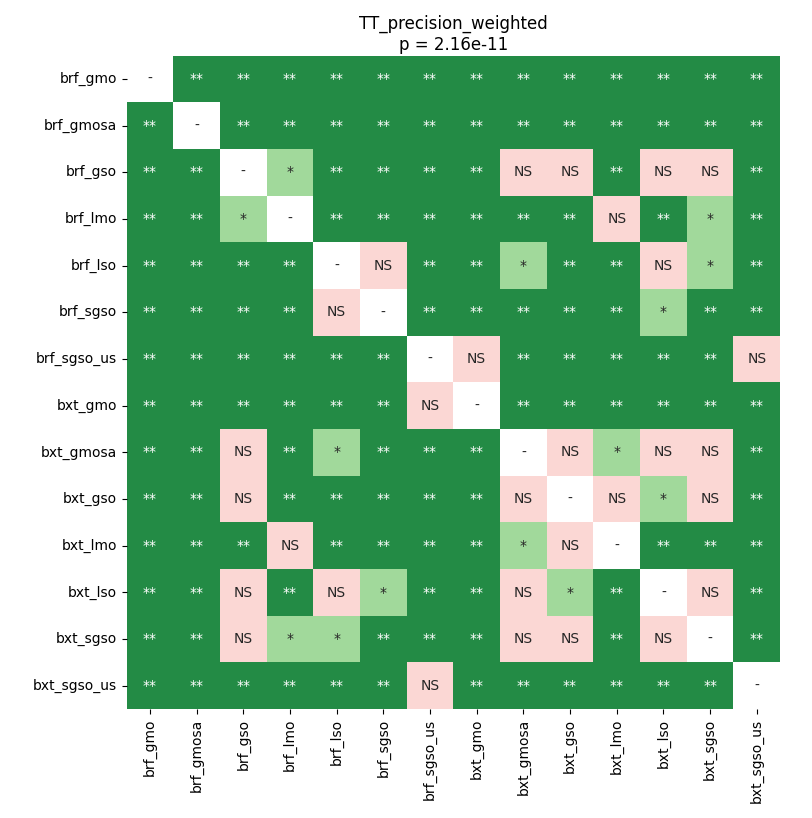 TT_precision_weighted
p = 2.16e-11
brf_gmo - ** ** ** ** ** ** ** ** ** ** ** ** **
brf_gmosa ** - ** ** ** ** ** ** ** ** ** ** ** **
brf_gso ** ** - * ** ** ** ** NS NS ** NS NS **
brf_lmo ** ** * - ** ** ** ** ** ** NS ** * **
brf_lso ** ** ** ** - NS ** ** * ** ** NS * **
brf_sgso ** ** ** ** NS - ** ** ** ** ** * ** **
brf_sgso_us ** ** ** ** ** ** - NS ** ** ** ** ** NS
bxt_gmo ** ** ** ** ** ** NS - ** ** ** ** ** **
bxt_gmosa ** ** NS ** * ** ** ** - NS * NS NS **
bxt_gso ** ** NS ** ** ** ** ** NS - NS * NS **
bxt_lmo ** ** ** NS ** ** ** ** * NS - ** ** **
bxt_lso ** ** NS ** NS * ** ** NS * ** - NS **
bxt_sgso ** ** NS * * ** ** ** NS NS ** NS - **
bxt_sgso_us ** ** ** ** ** ** NS ** ** ** ** ** ** -
brf_gmo
brf_gmosa
brf_gso
brf_lmo
brf_lso
brf_sgso
brf_sgso_us
bxt_gmo
bxt_gmosa
bxt_gso
bxt_lmo
bxt_lso
bxt_sgso
bxt_sgso_us